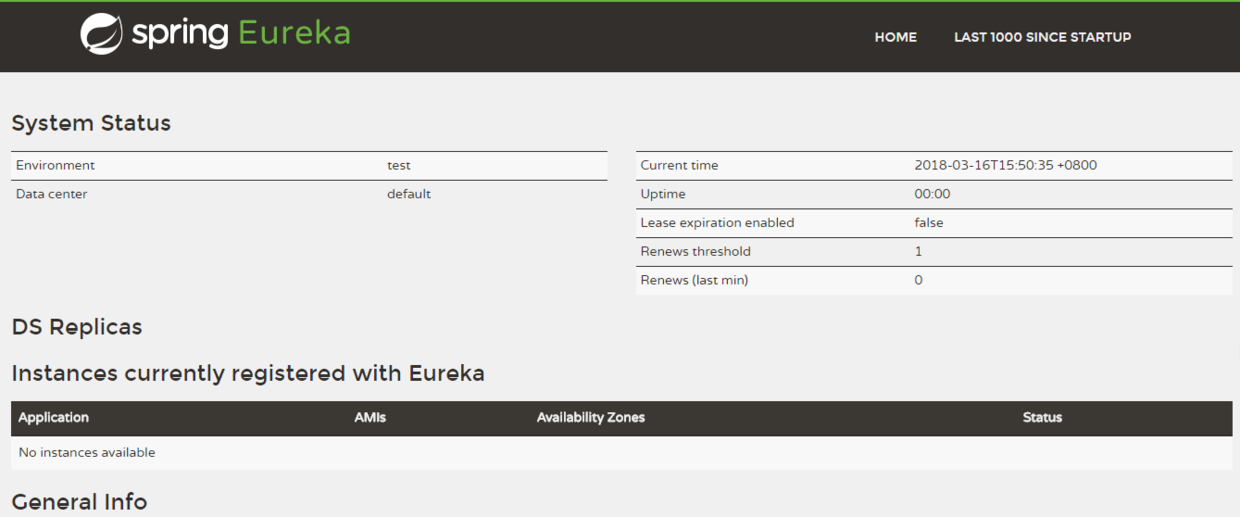 spring Eureka
HOME LAST 1000 SINCE STARTUP
System Status
Environment test
Data center default
Current time 2018-03-16T15:50:35 +0800
Uptime 00:00
Lease expiration enabled false
Renews threshold 1
Renews (last min) 0
DS Replicas
Instances currently registered with Eureka
Application AMIs Availability Zones Status
No instances available
General Info